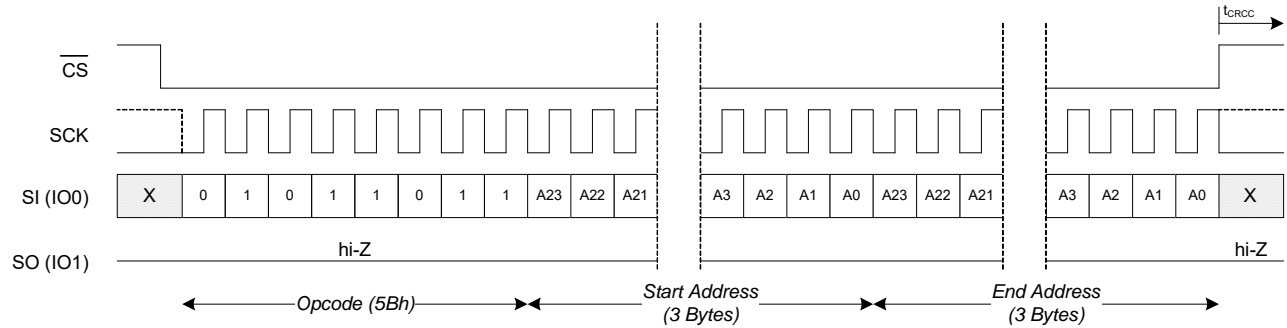 tCRCC
CS
SCK
SI (IO0) X 0 1 0 1 1 0 1 1 A23 A22 A21 A3 A2 A1 A0 A23 A22 A21 A3 A2 A1 A0 X
hi-Z hi-Z
SO (IO1)
Opcode (5Bh) Start Address End Address
(3 Bytes) (3 Bytes)